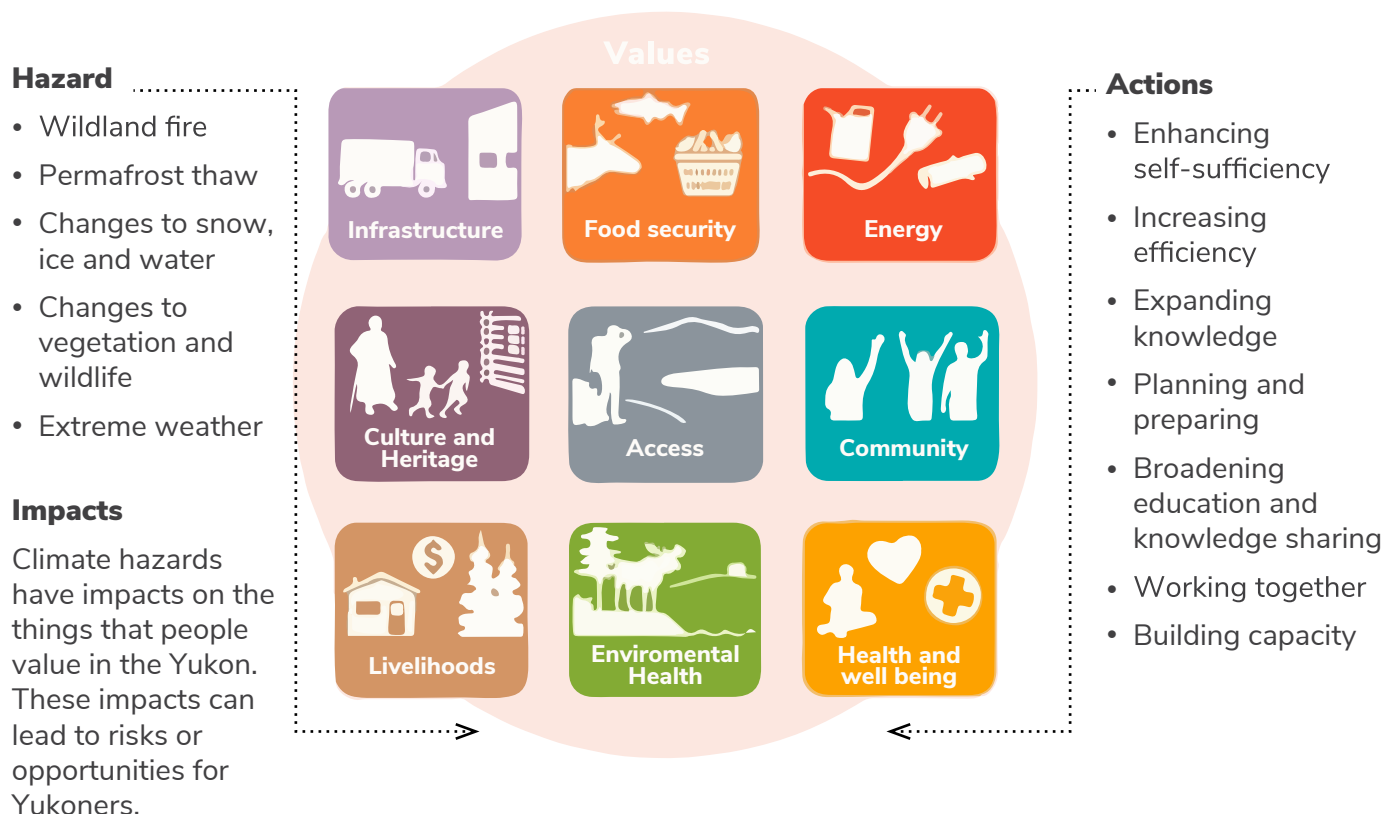 Hazard
• Wildland fire
• Permafrost thaw
• Changes to snow,
ice and water
• Changes to
vegetation and
wildlife
• Extreme weather
Impacts
Climate hazards
have impacts on the
things that people
value in the Yukon.
These impacts can
lead to risks or
opportunities for
Yukoners.
Values
Infrastructure
Food security
Energy
Culture and
Heritage
Access
Community
$
Livelihoods
Enviromental
Health
Health and
well being
Actions
• Enhancing
self-sufficiency
• Increasing
efficiency
• Expanding
knowledge
• Planning and
preparing
• Broadening
education and
knowledge sharing
• Working together
• Building capacity